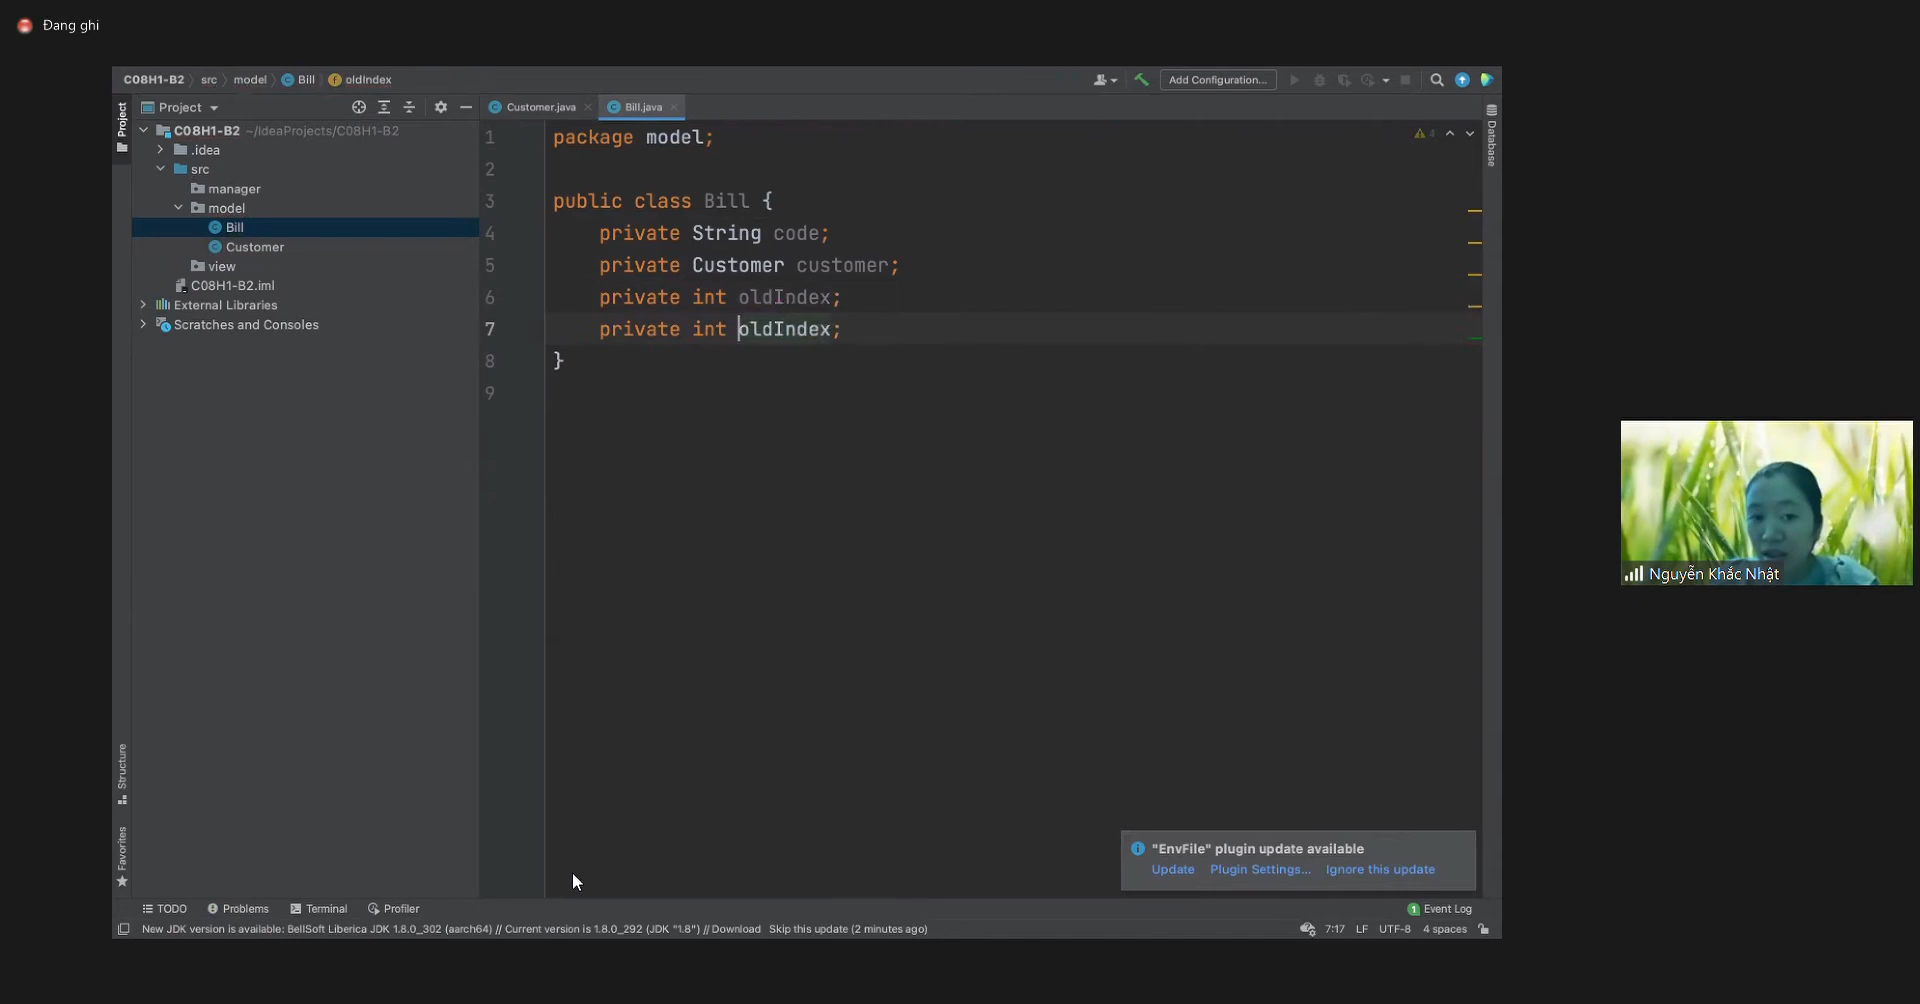 Đang ghi
C08H1-B2 src model Bill oldIndex
Add Configuration...
Project
Customer.java
Bill.java
Project
C08H1-B2 ~/IdeaProjects/C08H1-B2
.idea
src
manager
model
Bill
Customer
view
C08H1-B2.iml
External Libraries
Scratches and Consoles
1 package model;
2
3 public class Bill {
4 private String code;
5 private Customer customer;
6 private int oldIndex;
7 private int oldIndex;
8 }
9
4
Database
Nguyễn Khắc Nhật
Structure
Favorites
"EnvFile" plugin update available
Update Plugin Settings... Ignore this update
TODO Problems Terminal Profiler
1 Event Log
New JDK version is available: BellSoft Liberica JDK 1.8.0_302 (aarch64) // Current version is 1.8.0_292 (JDK "1.8") // Download Skip this update (2 minutes ago)
7:17 LF UTF-8 4 spaces